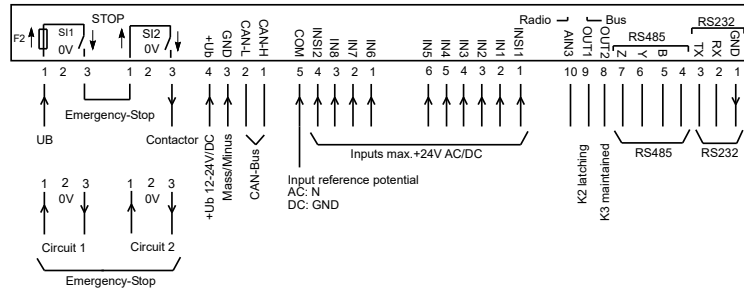 STOP
F2
SI1
0V
SI2
0V
+Ub
GND
CAN-L
CAN-H
COM
INSI2
IN8
IN7
IN6
IN5
IN4
IN3
IN2
IN1
INSI1
Radio
Bus
AIN3
OUT1
OUT2
RS485
Z
Y
B
RS232
TX
RX
GND
1 2 3 1 2 3 4 3 2 1 5 4 3 2 1 6 5 4 3 2 1 10 9 8 7 6 5 4 3 2 1
Emergency-Stop
UB
Contactor
+Ub 12-24V/DC
Mass/Minus
CAN-Bus
Input reference potential
AC: N
DC: GND
Inputs max.+24V AC/DC
K2 latching
K3 maintained
RS485
RS232
1 2 3 1 2 3
0V 0V
Circuit 1 Circuit 2
Emergency-Stop